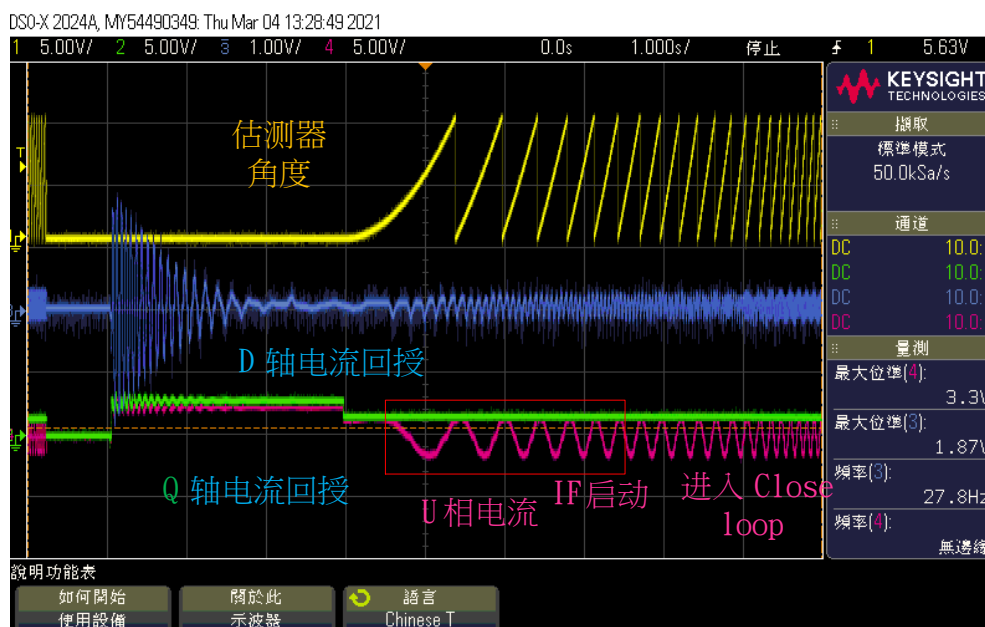 DSO-X 2024A, MY54490349: Thu Mar 04 13:28:49 2021
1 5.00V/ 2 5.00V/ 3 1.00V/ 4 5.00V/ 0.0s 1.000s/ 停止 1 5.63V
KEYSIGHT
TECHNOLOGIES
擷取
標準模式
50.0kSa/s
通道
DC 10.0:
DC 10.0:
DC 10.0:
DC 10.0:
量測
最大位準(4):
3.3V
最大位準(3):
1.87V
頻率(3):
27.8Hz
頻率(4):
無邊緣
T
估测器
角度
D 轴电流回授
Q 轴电流回授
U相电流
IF启动
进入 Close
loop
說明功能表
如何開始
使用設備
關於此
示波器
語言
Chinese T